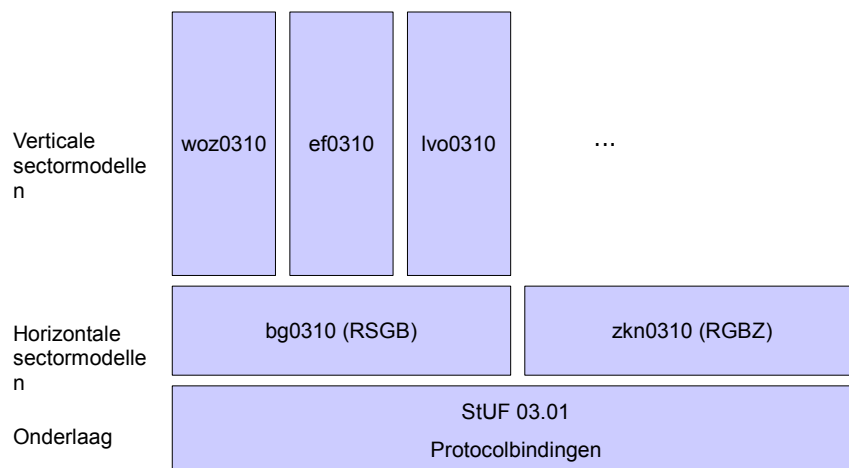 woz0310
ef0310
lvo0310
...
Verticale
sectormodelle
n
bg0310 (RSGB)
zkn0310 (RGBZ)
Horizontale
sectormodelle
n
StUF 03.01
Onderlaag
Protocolbindingen